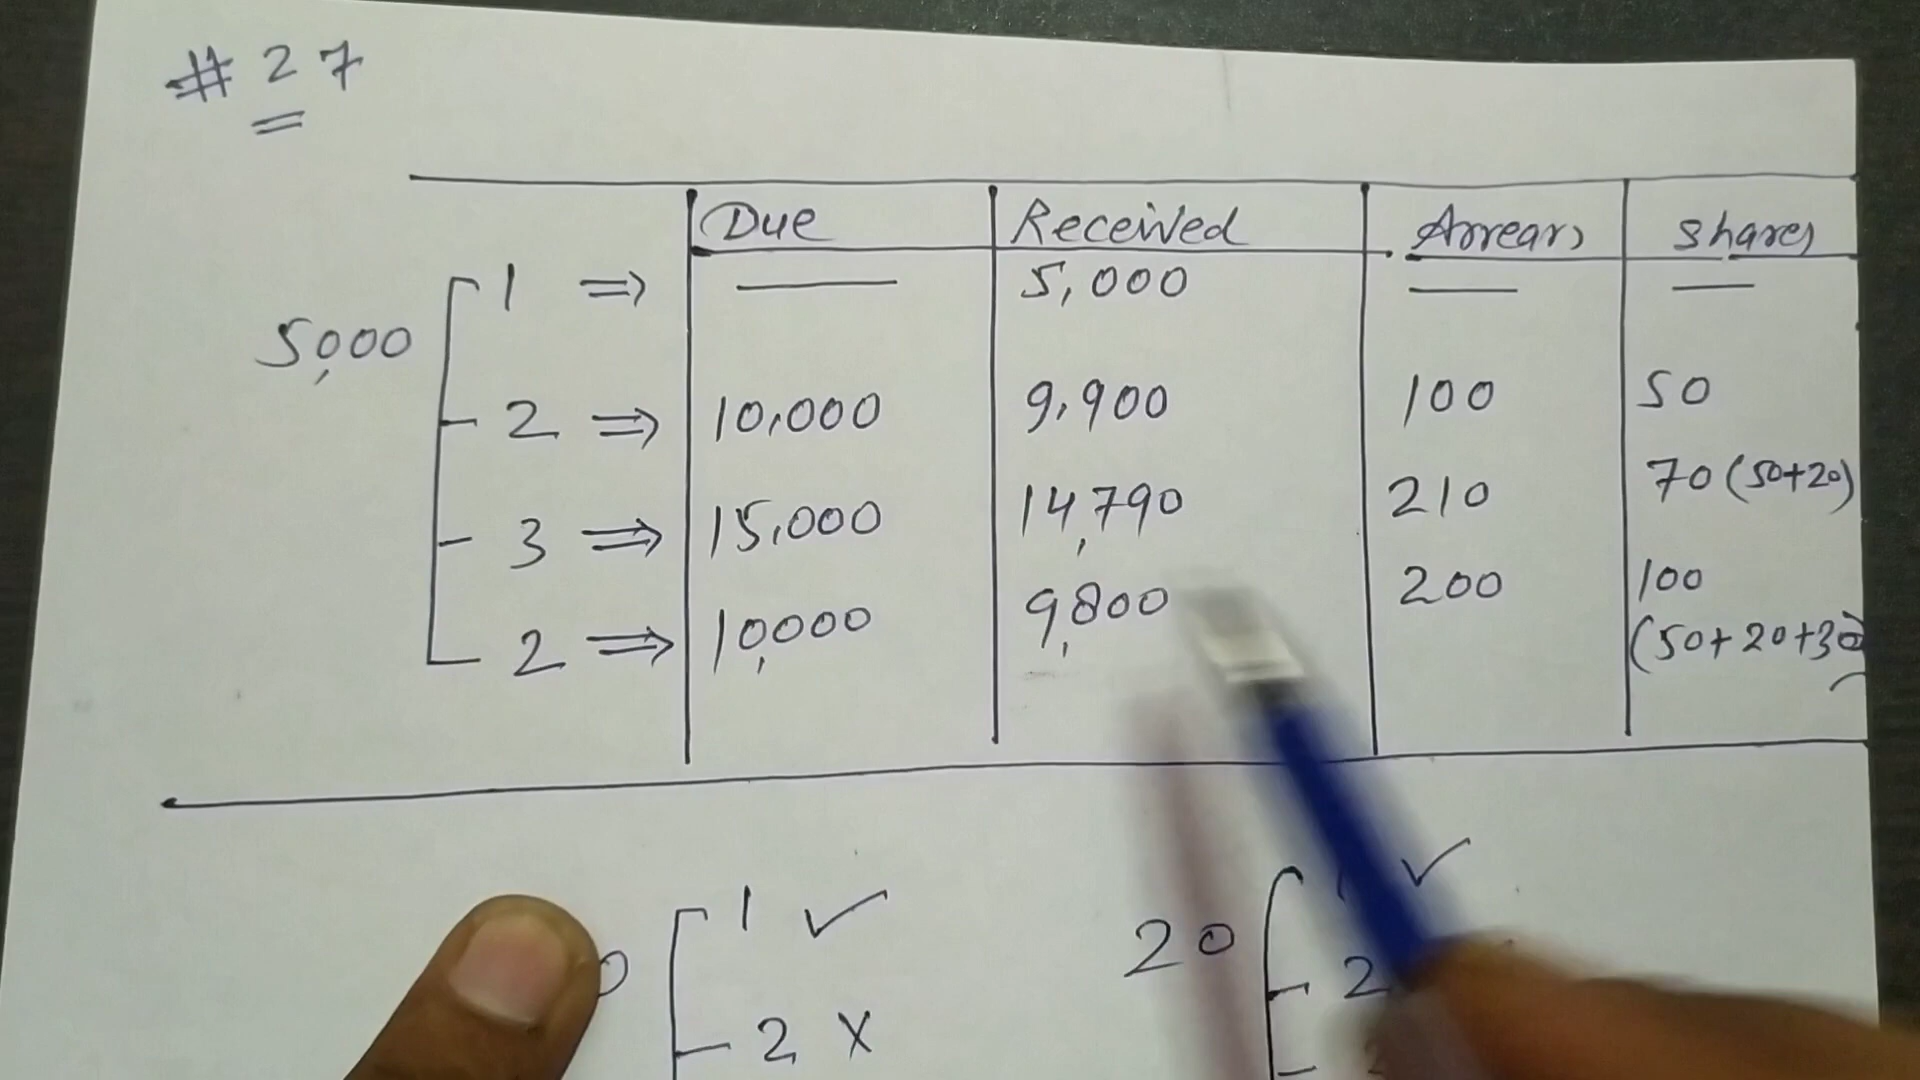 # 27
Due Received Arrears Shares
5,000
1 ⇒ — 5,000 — —
2 ⇒ 10,000 9,900 100 50
3 ⇒ 15,000 14,790 210 70 (50+20)
2 ⇒ 10,000 9,800 200 100
(50+20+30
1 ✓
2 X
20
✓
2